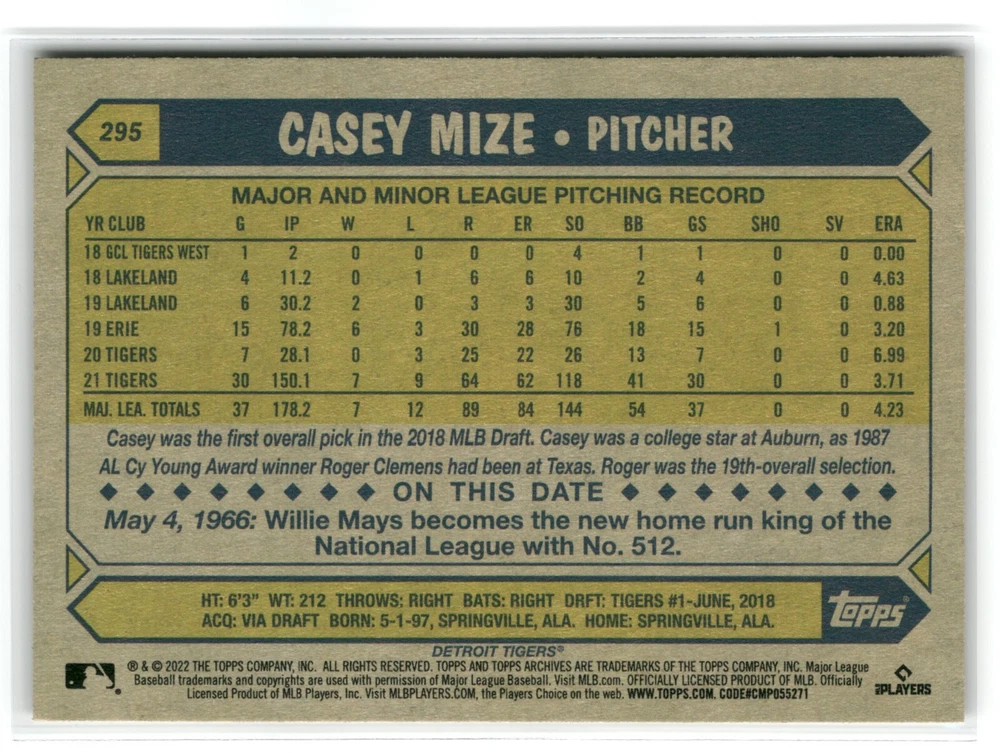 295
CASEY MIZE • PITCHER
MAJOR AND MINOR LEAGUE PITCHING RECORD
YR CLUB G IP W L R ER SO BB GS SHO SV ERA
18 GCL TIGERS WEST 1 2 0 0 0 0 4 1 1 0 0 0.00
18 LAKELAND 4 11.2 0 1 6 6 10 2 4 0 0 4.63
19 LAKELAND 6 30.2 2 0 3 3 30 5 6 0 0 0.88
19 ERIE 15 78.2 6 3 30 28 76 18 15 1 0 3.20
20 TIGERS 7 28.1 0 3 25 22 26 13 7 0 0 6.99
21 TIGERS 30 150.1 7 9 64 62 118 41 30 0 0 3.71
MAJ. LEA. TOTALS 37 178.2 7 12 89 84 144 54 37 0 0 4.23
Casey was the first overall pick in the 2018 MLB Draft. Casey was a college star at Auburn, as 1987
AL Cy Young Award winner Roger Clemens had been at Texas. Roger was the 19th-overall selection.
◆ ◆ ◆ ◆ ◆ ◆ ◆ ◆ ON THIS DATE ◆ ◆ ◆ ◆ ◆ ◆ ◆ ◆
May 4, 1966: Willie Mays becomes the new home run king of the
National League with No. 512.
HT: 6'3" WT: 212 THROWS: RIGHT BATS: RIGHT DRFT: TIGERS #1-JUNE, 2018
ACQ: VIA DRAFT BORN: 5-1-97, SPRINGVILLE, ALA. HOME: SPRINGVILLE, ALA.
topps®
DETROIT TIGERS®
® & © 2022 THE TOPPS COMPANY, INC. ALL RIGHTS RESERVED. TOPPS AND TOPPS ARCHIVES ARE TRADEMARKS OF THE TOPPS COMPANY, INC. Major League
Baseball trademarks and copyrights are used with permission of Major League Baseball. Visit MLB.com. OFFICIALLY LICENSED PRODUCT OF MLB. Officially
Licensed Product of MLB Players, Inc. Visit MLBPLAYERS.COM, the Players Choice on the web. WWW.TOPPS.COM. CODE#CMP055271
MLB PLAYERS